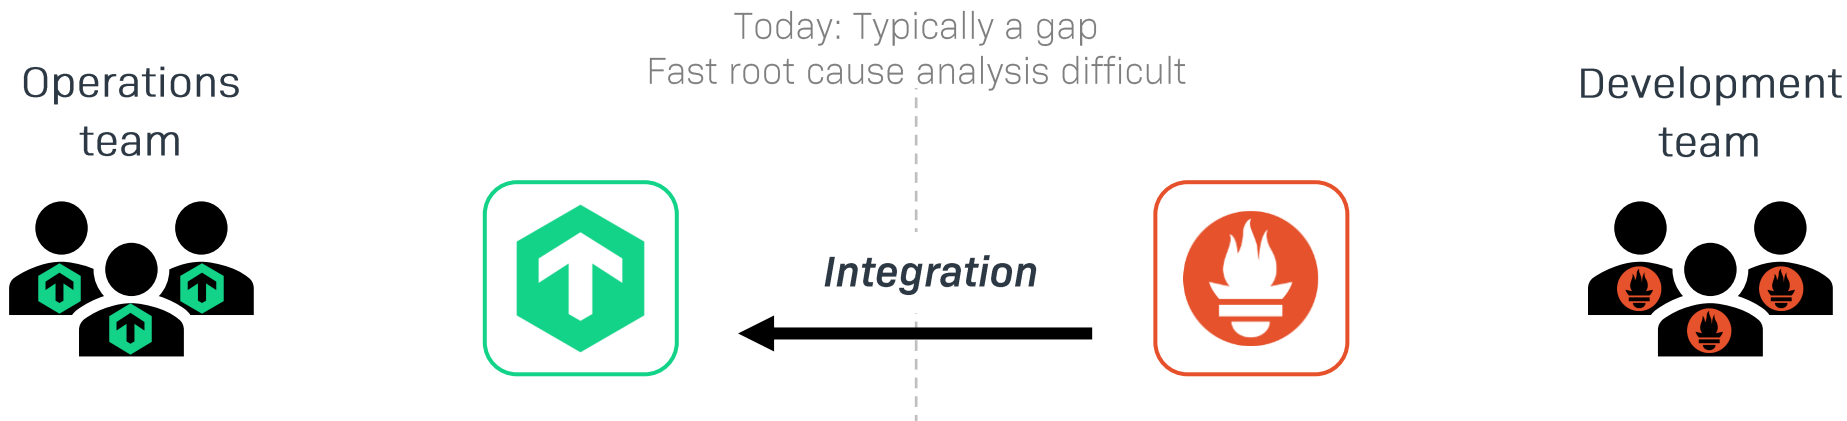 Today: Typically a gap
Fast root cause analysis difficult
Operations
team
Development
team
Integration